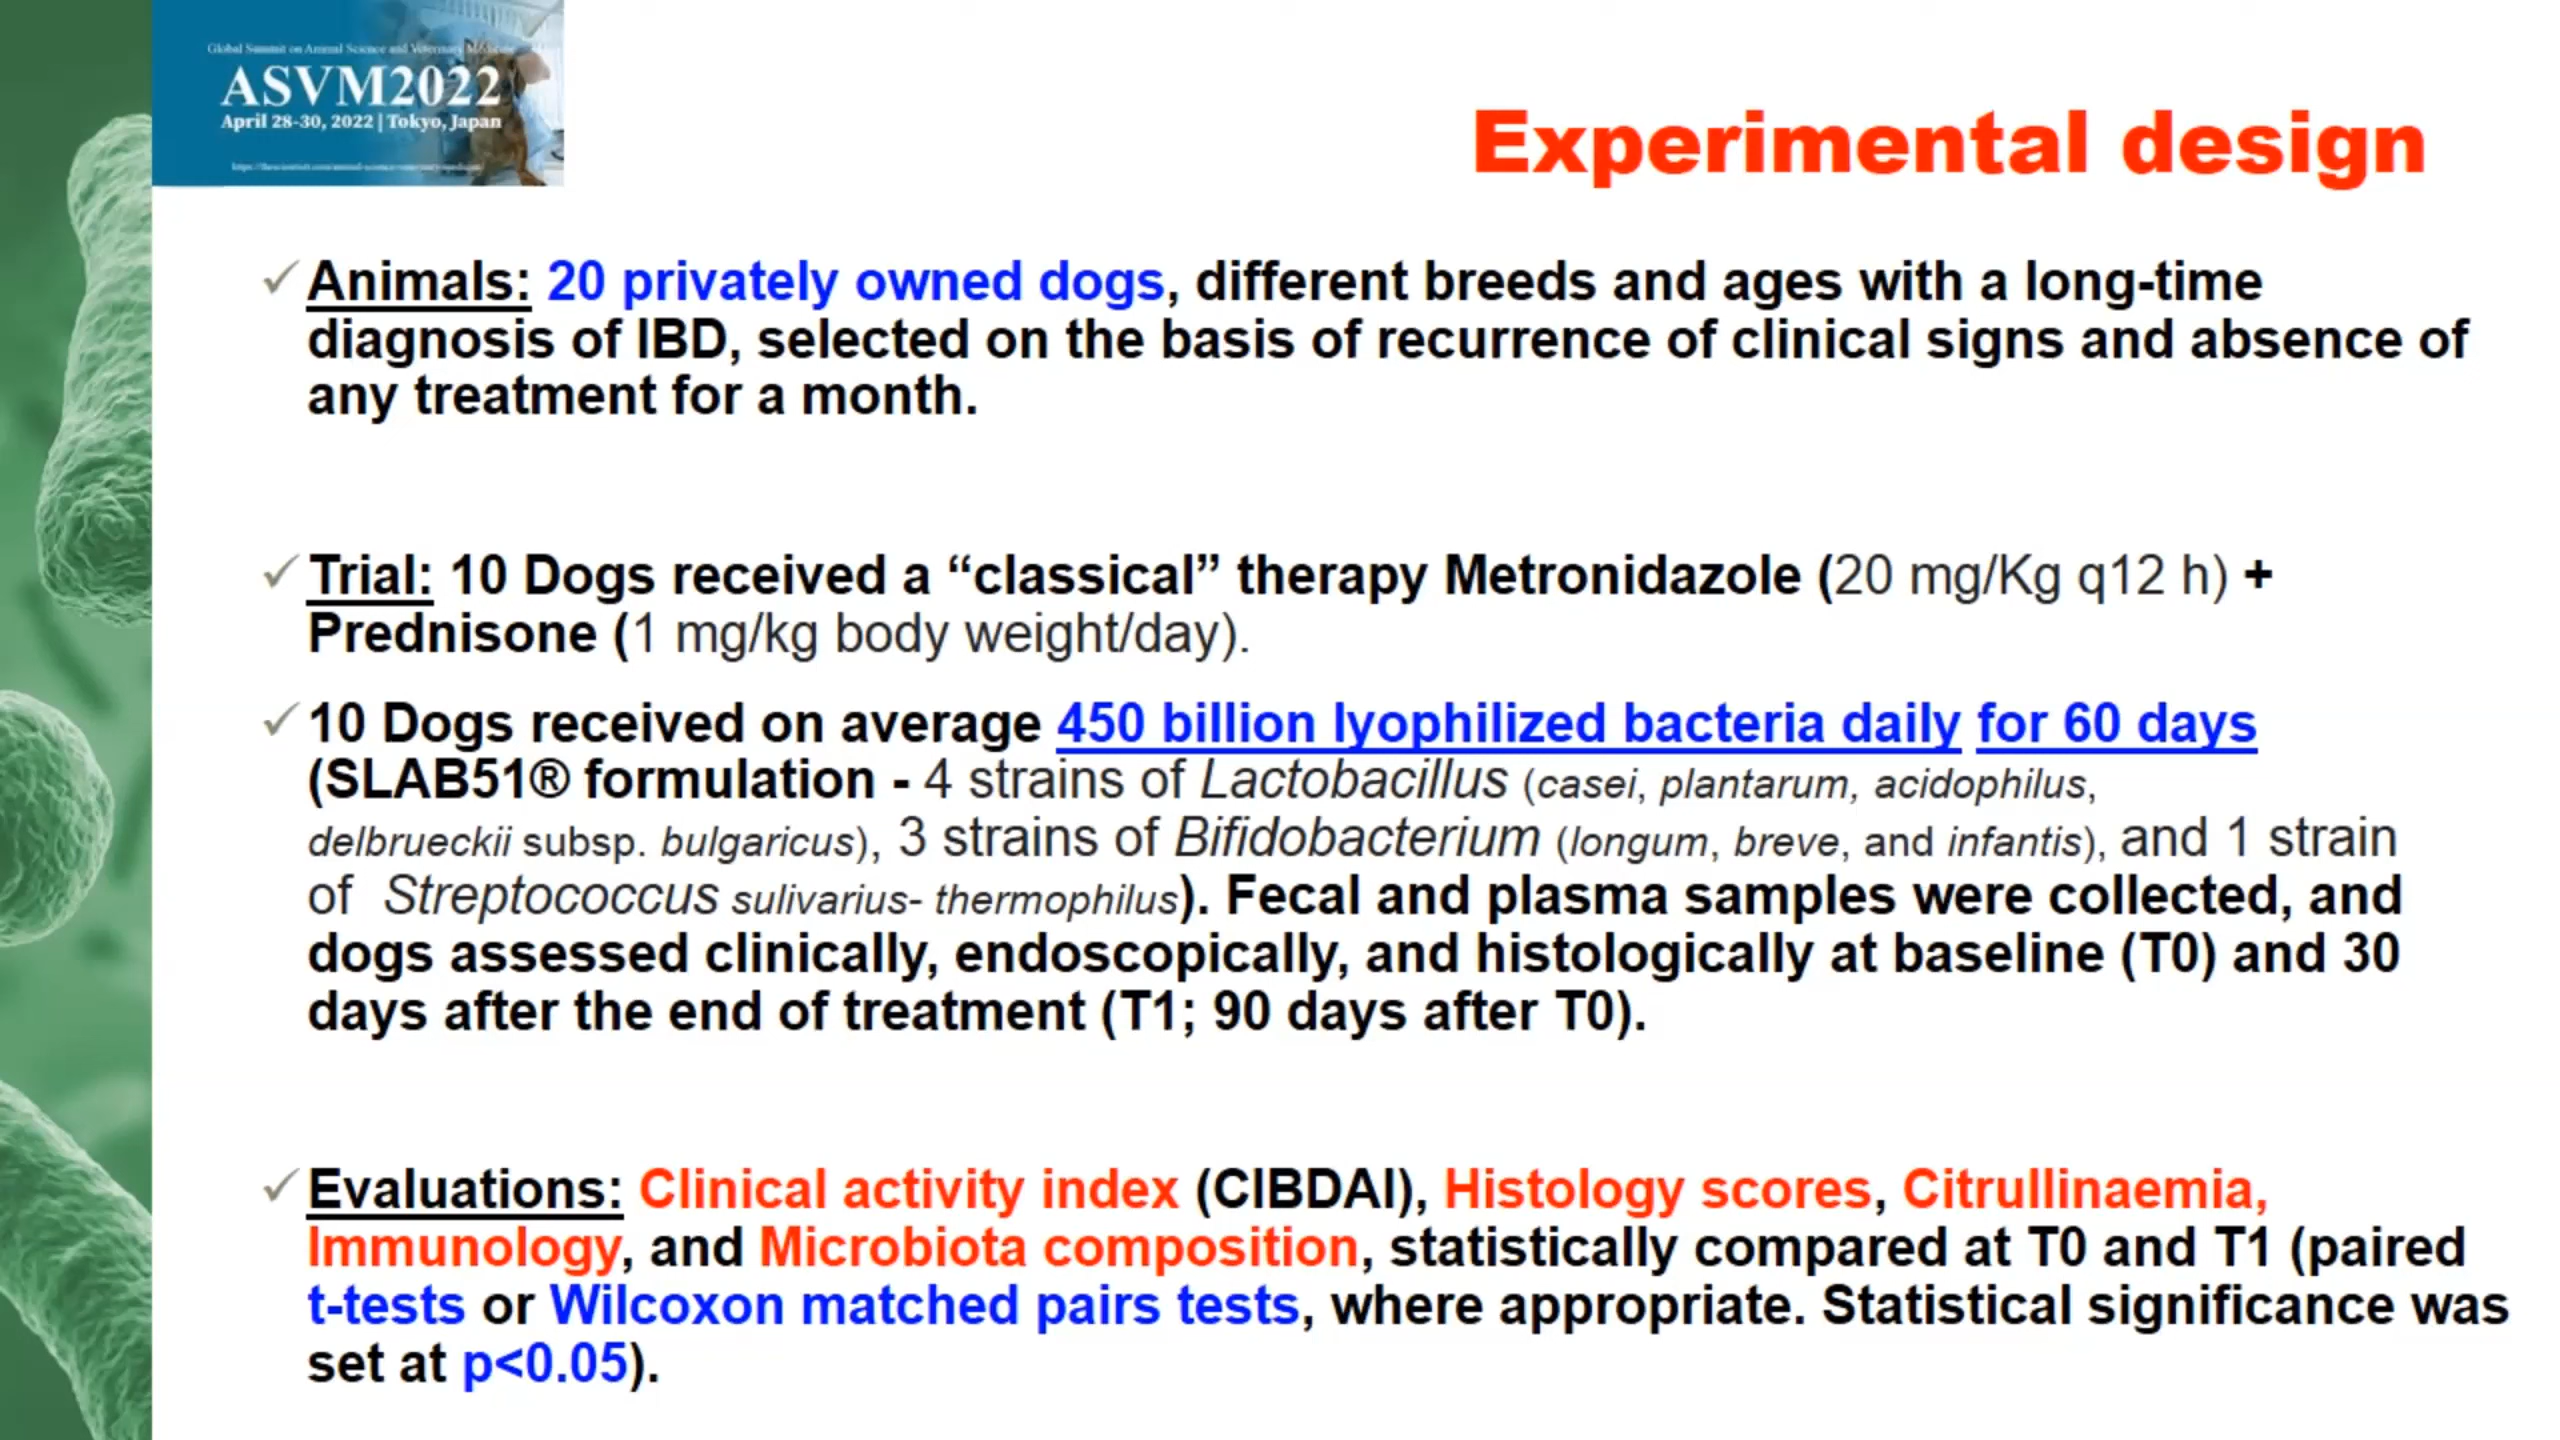 Global Summit on Animal Science and Veterinary Medicine
ASVM2022
April 28-30, 2022 | Tokyo, Japan
Experimental design
✓ Animals: 20 privately owned dogs, different breeds and ages with a long-time
diagnosis of IBD, selected on the basis of recurrence of clinical signs and absence of
any treatment for a month.
✓ Trial: 10 Dogs received a “classical” therapy Metronidazole (20 mg/Kg q12 h) +
Prednisone (1 mg/kg body weight/day).
✓ 10 Dogs received on average 450 billion lyophilized bacteria daily for 60 days
(SLAB51® formulation - 4 strains of Lactobacillus (casei, plantarum, acidophilus,
delbrueckii subsp. bulgaricus), 3 strains of Bifidobacterium (longum, breve, and infantis), and 1 strain
of Streptococcus sulivarius- thermophilus). Fecal and plasma samples were collected, and
dogs assessed clinically, endoscopically, and histologically at baseline (T0) and 30
days after the end of treatment (T1; 90 days after T0).
✓ Evaluations: Clinical activity index (CIBDAI), Histology scores, Citrullinaemia,
Immunology, and Microbiota composition, statistically compared at T0 and T1 (paired
t-tests or Wilcoxon matched pairs tests, where appropriate. Statistical significance was
set at p<0.05).